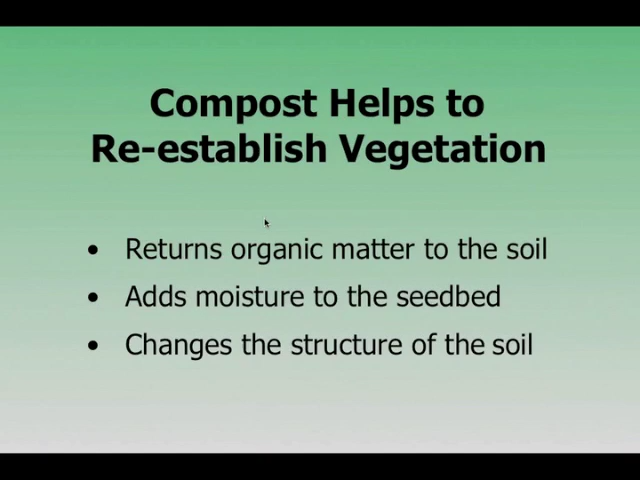 Compost Helps to
Re-establish Vegetation
• Returns organic matter to the soil
• Adds moisture to the seedbed
• Changes the structure of the soil